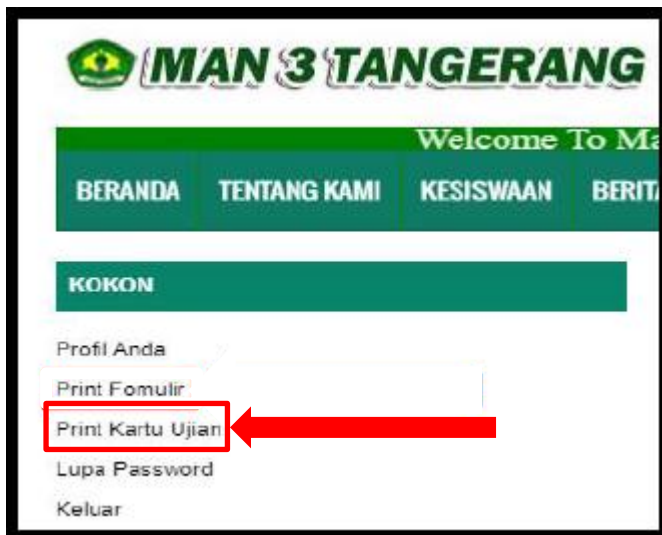 MAN 3 TANGERANG
Welcome To Ma
BERANDA TENTANG KAMI KESISWAAN BERITA
KOKON
Profil Anda
Print Fomulir
Print Kartu Ujian
Lupa Password
Keluar